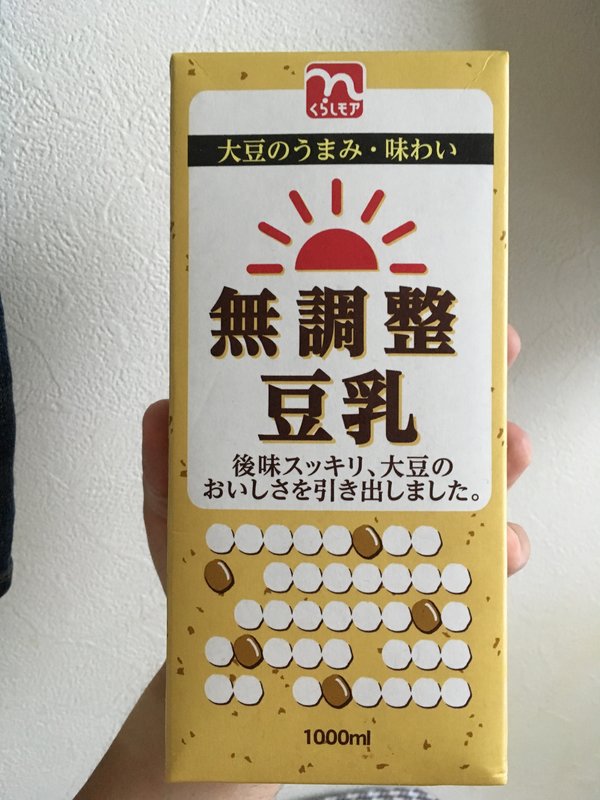 くらしモア
大豆のうまみ・味わい
無調整
豆乳
後味スッキリ、大豆の
おいしさを引き出しました。
1000ml